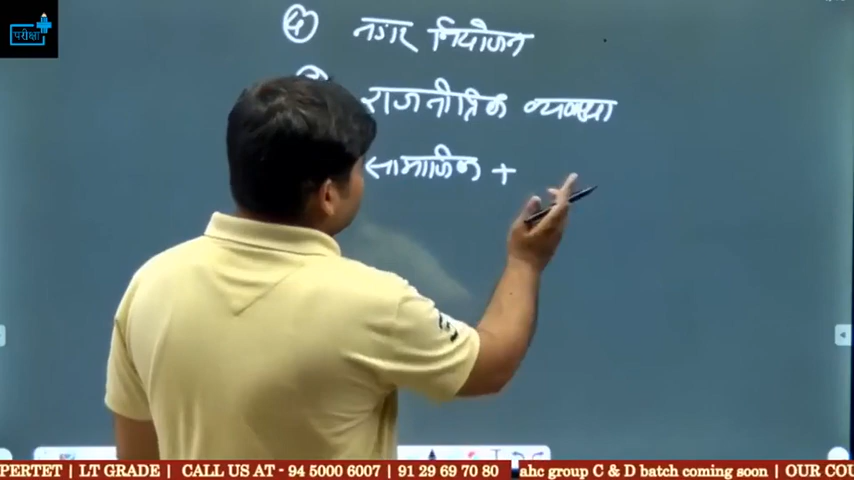 परीक्षा
④ नगर नियोजन
राजनीतिक व्यवस्था
सामाजिक +
PERTET | LT GRADE | CALL US AT - 94 5000 6007 | 91 29 69 70 80 ahc group C & D batch coming soon | OUR COU